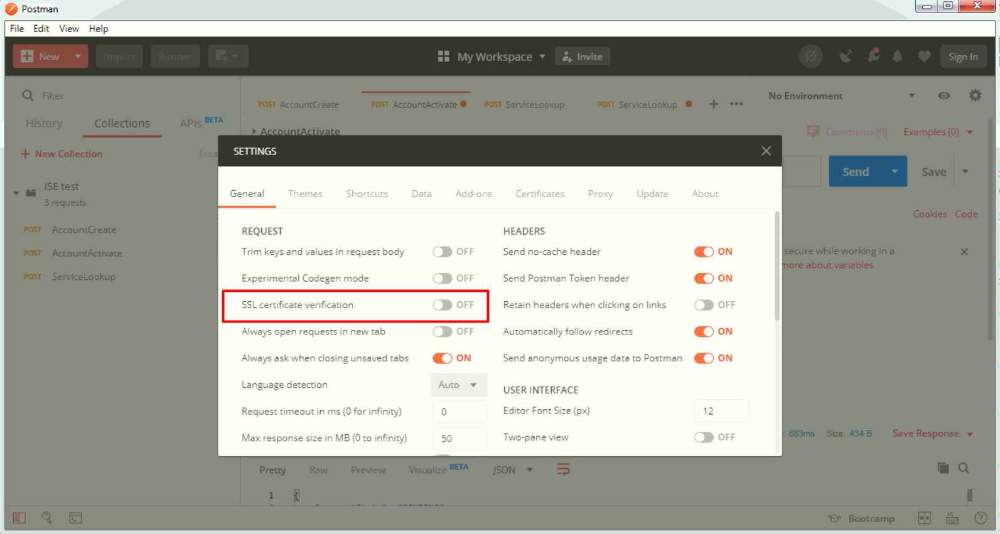 Postman
File Edit View Help
New Import Runner My Workspace Invite Sign In
Filter
History Collections APIs BETA
New Collection
ISE test
3 requests
POST AccountCreate
POST AccountActivate
POST ServiceLookup
POST AccountCreate POST AccountActivate POST ServiceLookup POST ServiceLookup
No Environment
AccountActivate
Comments (0) Examples (0)
Send Save
Cookies Code
secure while working in a
more about variables
SETTINGS
General Themes Shortcuts Data Add-ons Certificates Proxy Update About
REQUEST
Trim keys and values in request body OFF
Experimental Codegen mode OFF
SSL certificate verification OFF
Always open requests in new tab OFF
Always ask when closing unsaved tabs ON
Language detection Auto
Request timeout in ms (0 for infinity) 0
Max response size in MB (0 to infinity) 50
HEADERS
Send no-cache header ON
Send Postman Token header ON
Retain headers when clicking on links OFF
Automatically follow redirects ON
Send anonymous usage data to Postman ON
USER INTERFACE
Editor Font Size (px) 12
Two-pane view OFF
883ms Size: 434 B Save Response
Pretty Raw Preview Visualize BETA JSON
1 {
Bootcamp